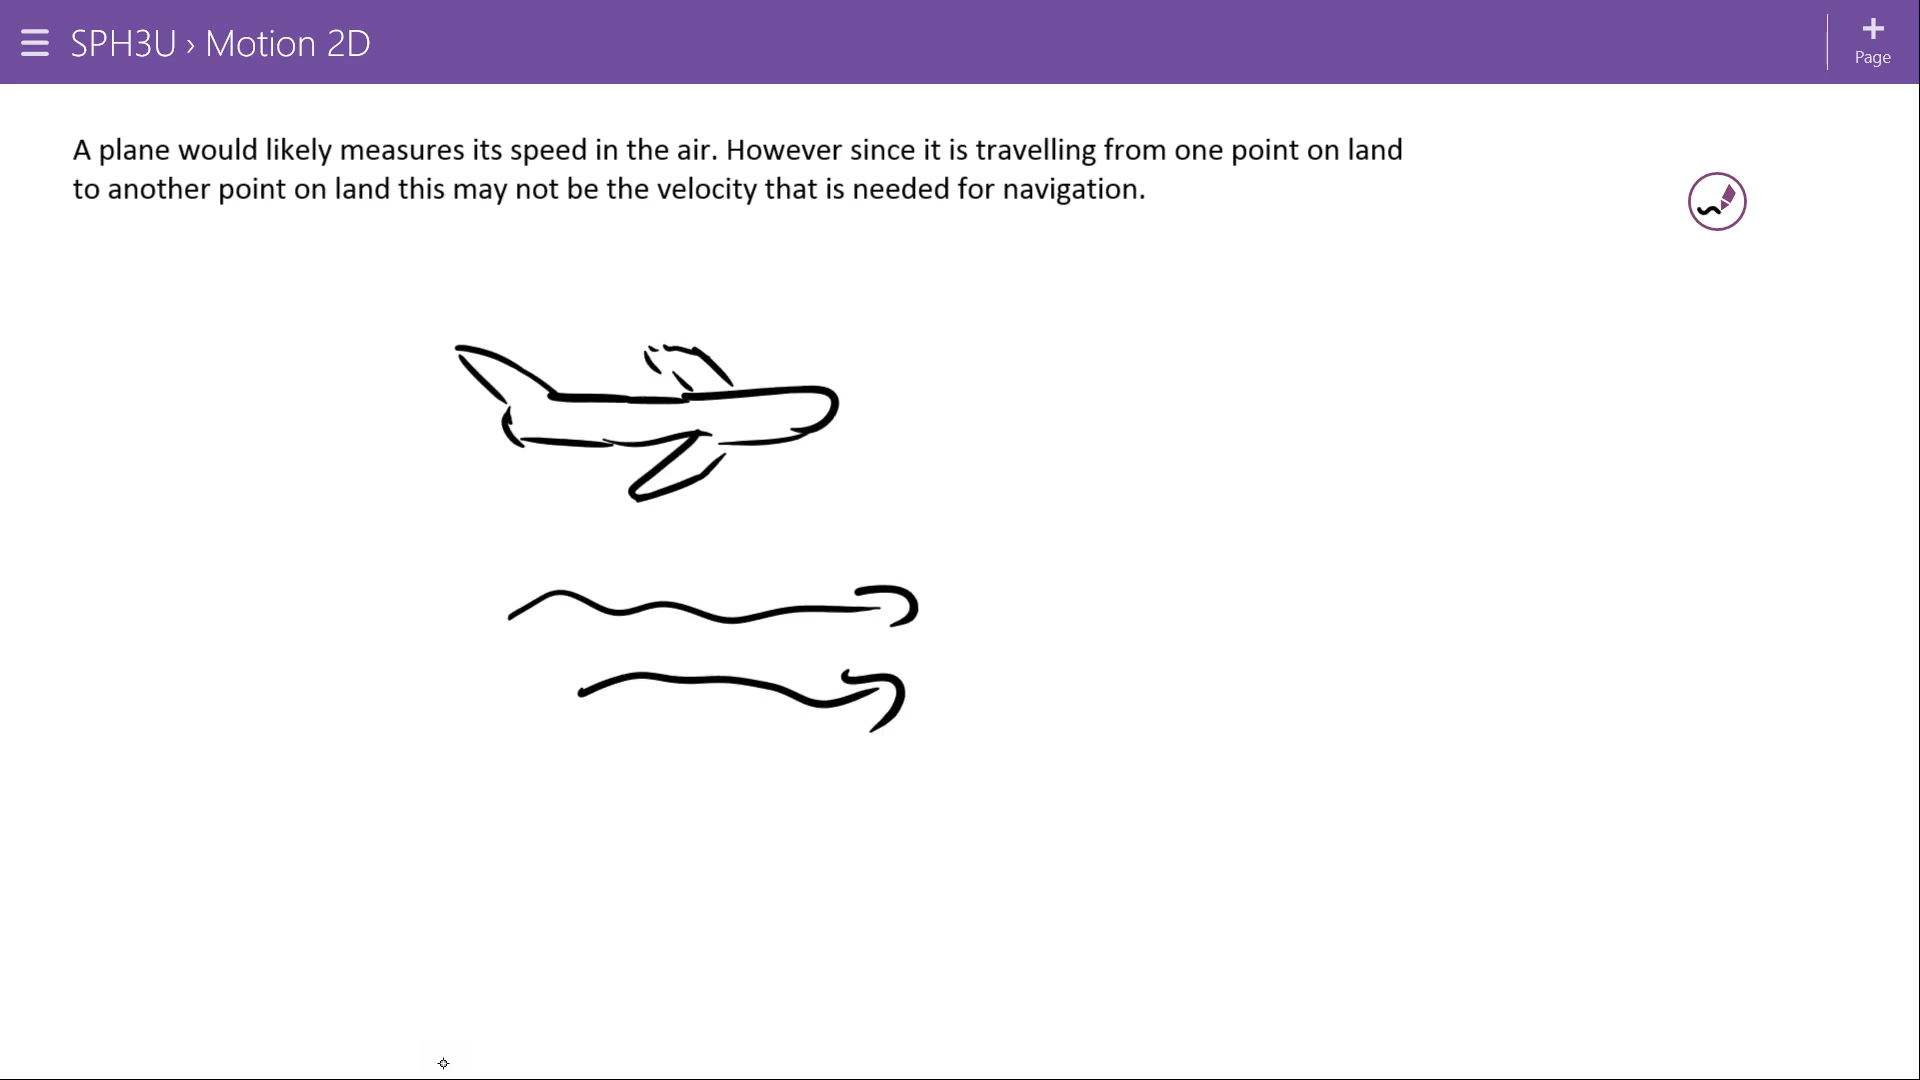 SPH3U › Motion 2D
Page
A plane would likely measures its speed in the air. However since it is travelling from one point on land
to another point on land this may not be the velocity that is needed for navigation.